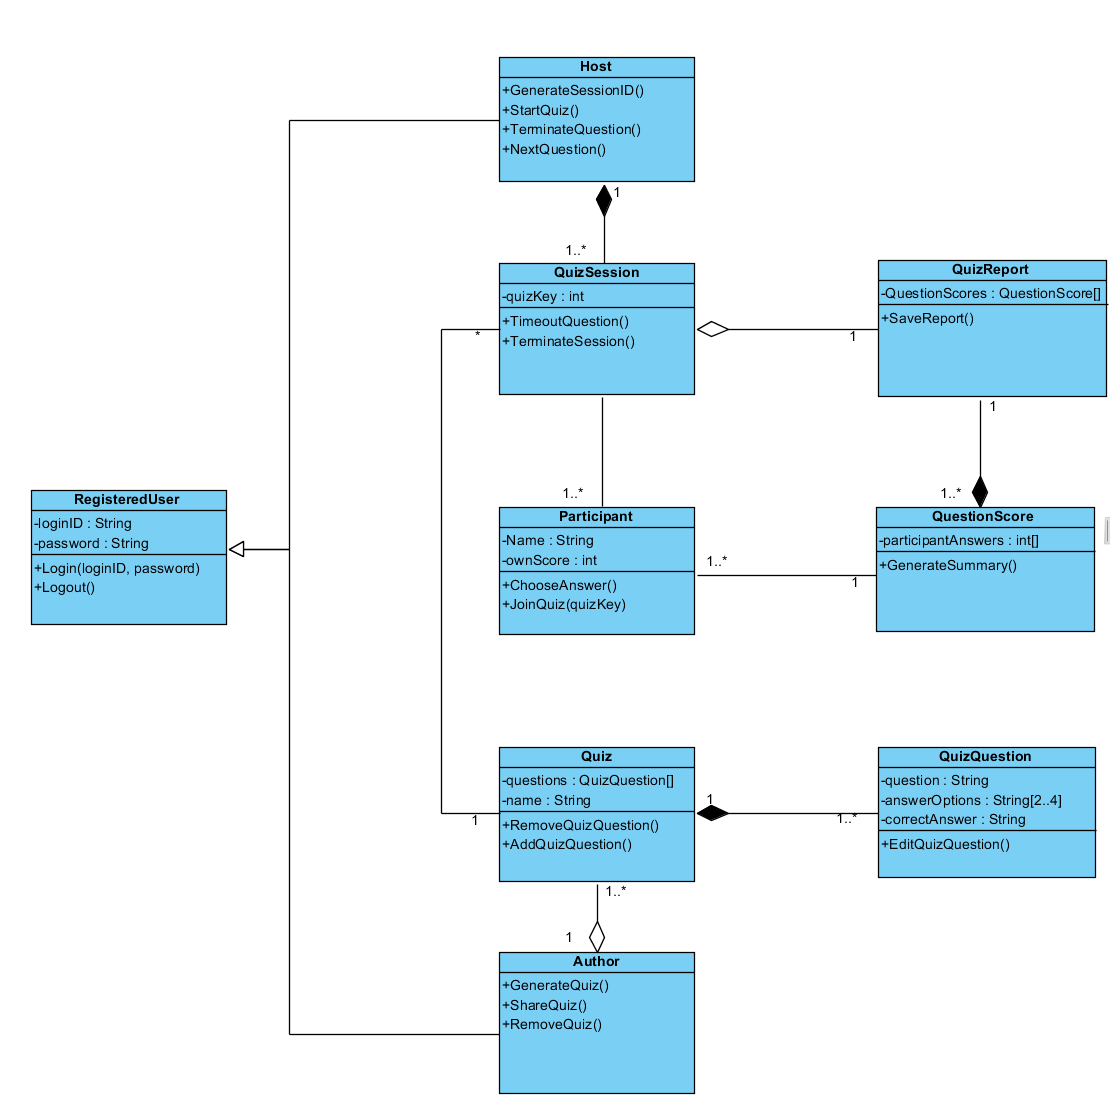 Host
+GenerateSessionID()
+StartQuiz()
+TerminateQuestion()
+NextQuestion()
1
1..*
QuizSession
-quizKey : int
+TimeoutQuestion()
+TerminateSession()
*
1
QuizReport
-QuestionScores : QuestionScore[]
+SaveReport()
1
1..*
1..*
RegisteredUser
-loginID : String
-password : String
+Login(loginID, password)
+Logout()
Participant
-Name : String
-ownScore : int
+ChooseAnswer()
+JoinQuiz(quizKey)
1..*
1
QuestionScore
-participantAnswers : int[]
+GenerateSummary()
Quiz
-questions : QuizQuestion[]
-name : String
+RemoveQuizQuestion()
+AddQuizQuestion()
1
1
1..*
QuizQuestion
-question : String
-answerOptions : String[2..4]
-correctAnswer : String
+EditQuizQuestion()
1..*
1
Author
+GenerateQuiz()
+ShareQuiz()
+RemoveQuiz()